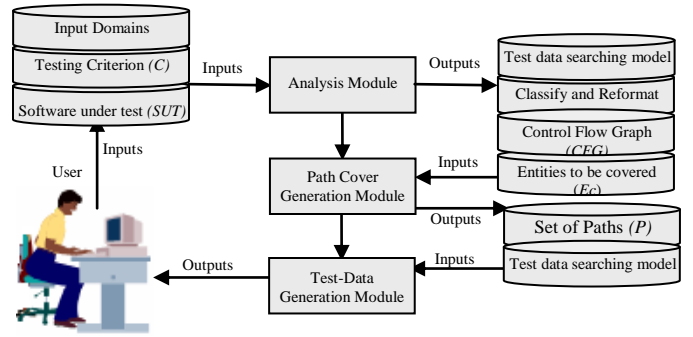 Input Domains
Testing Criterion (C)
Software under test (SUT)
Inputs
Analysis Module
Outputs
Test data searching model
Classify and Reformat
Control Flow Graph
(CFG)
Entities to be covered
(Ec)
Inputs
User
Path Cover
Generation Module
Inputs
Outputs
Set of Paths (P)
Test data searching model
Inputs
Test-Data
Generation Module
Outputs